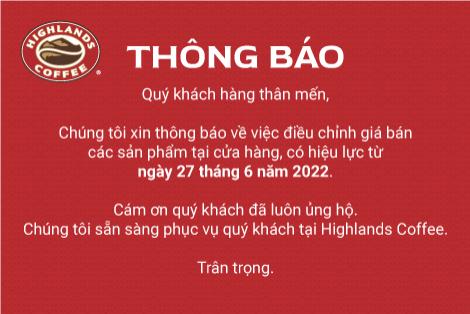 HIGHLANDS
COFFEE
®
THÔNG BÁO
Quý khách hàng thân mến,
Chúng tôi xin thông báo về việc điều chỉnh giá bán
các sản phẩm tại cửa hàng, có hiệu lực từ
ngày 27 tháng 6 năm 2022.
Cám ơn quý khách đã luôn ủng hộ.
Chúng tôi sẵn sàng phục vụ quý khách tại Highlands Coffee.
Trân trọng.